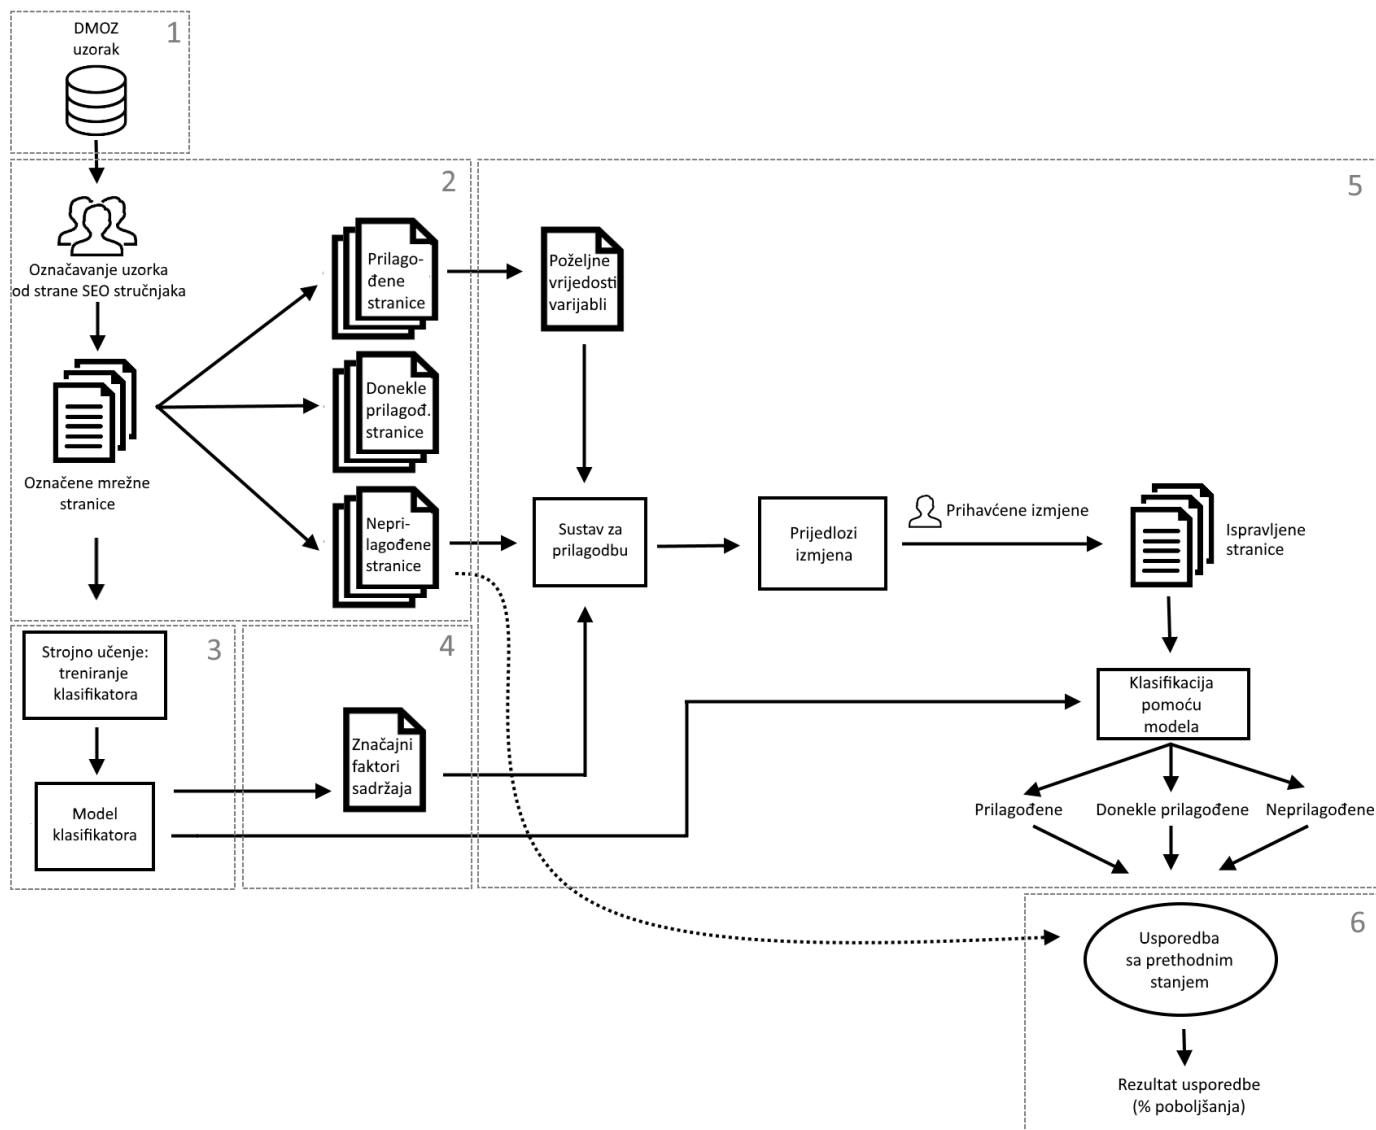 DMOZ
uzorak
1
Označavanje uzorka
od strane SEO stručnjaka
2
Označene mrežne
stranice
Prilago-
đene
stranice
Donekle
prilagođ.
stranice
Nepri-
lagođene
stranice
Strojno učenje:
treniranje
klasifikatora
3
Model
klasifikatora
4
Značajni
faktori
sadržaja
5
Poželjne
vrijedosti
varijabli
Sustav za
prilagodbu
Prijedlozi
izmjena
Prihavćene izmjene
Ispravljene
stranice
Klasifikacija
pomoću
modela
Prilagođene
Donekle prilagođene
Neprilagođene
6
Usporedba
sa prethodnim
stanjem
Rezultat usporedbe
(% poboljšanja)